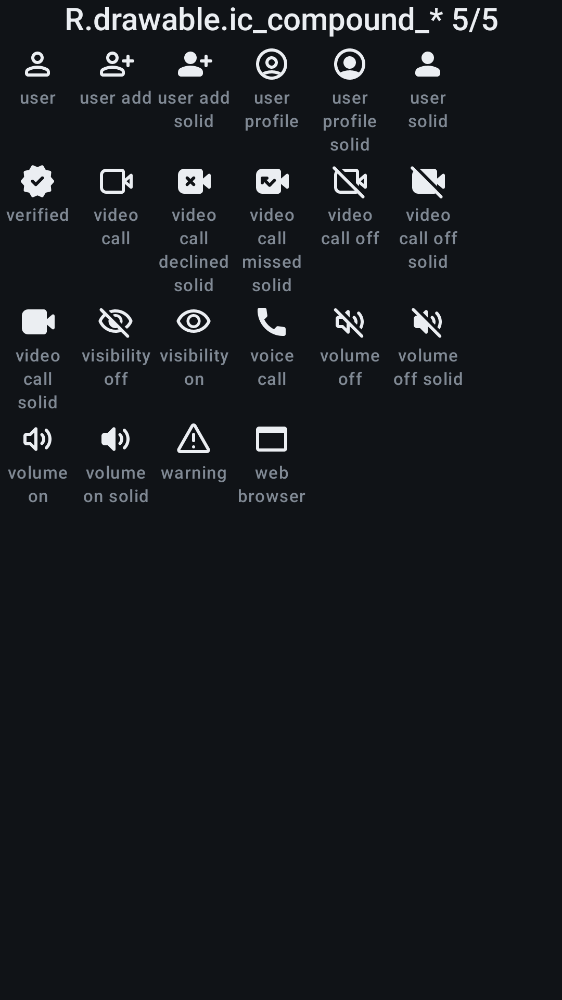 R.drawable.ic_compound_* 5/5
user
user add
user add
solid
user
profile
user
profile
solid
user
solid
verified
video
call
video
call
declined
solid
video
call
missed
solid
video
call off
video
call off
solid
video
call
solid
visibility
off
visibility
on
voice
call
volume
off
volume
off solid
volume
on
volume
on solid
warning
web
browser